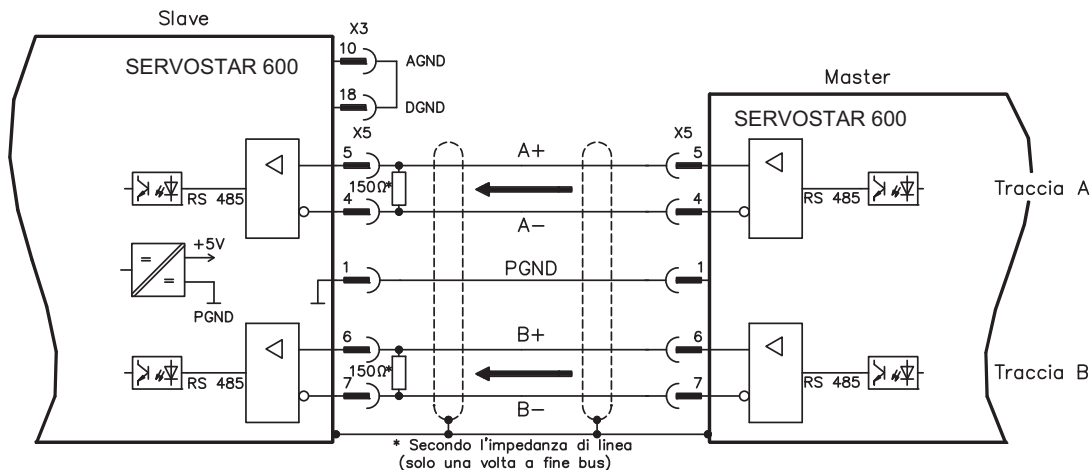 Slave
X3
10
AGND
SERVOSTAR 600
18
DGND
Master
SERVOSTAR 600
X5
X5
5
A+
5
RS 485
150Ω*
RS 485
Traccia A
4
A-
4
+5V
=
=
1
PGND
1
PGND
6
B+
6
RS 485
150Ω*
RS 485
Traccia B
7
B-
7
* Secondo l'impedanza di linea
(solo una volta a fine bus)